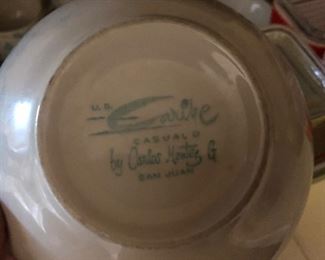 U.S.
Caribe
CASUAL D
by Carlos Montes G
SAN JUAN